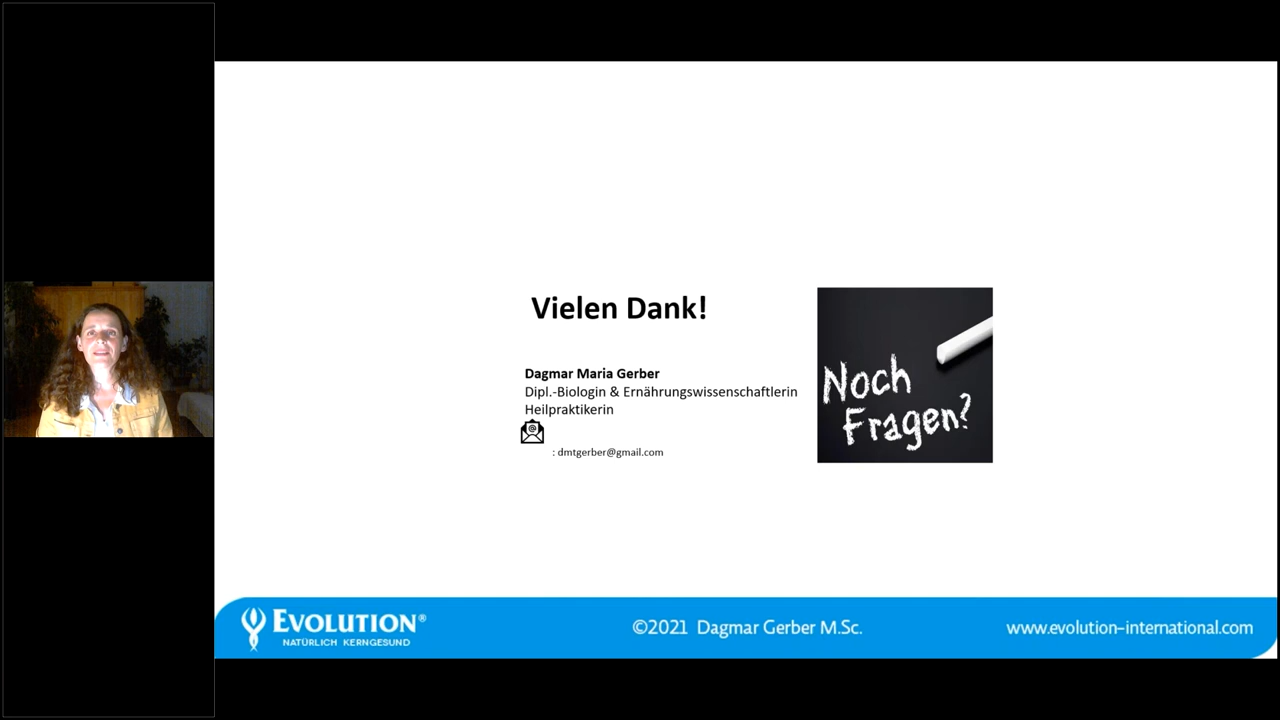 Vielen Dank!
Dagmar Maria Gerber
Dipl.-Biologin & Ernährungswissenschaftlerin
Heilpraktikerin
@
: dmtgerber@gmail.com
Noch
Fragen?
EVOLUTION®
NATÜRLICH KERNGESUND
©2021 Dagmar Gerber M.Sc.
www.evolution-international.com